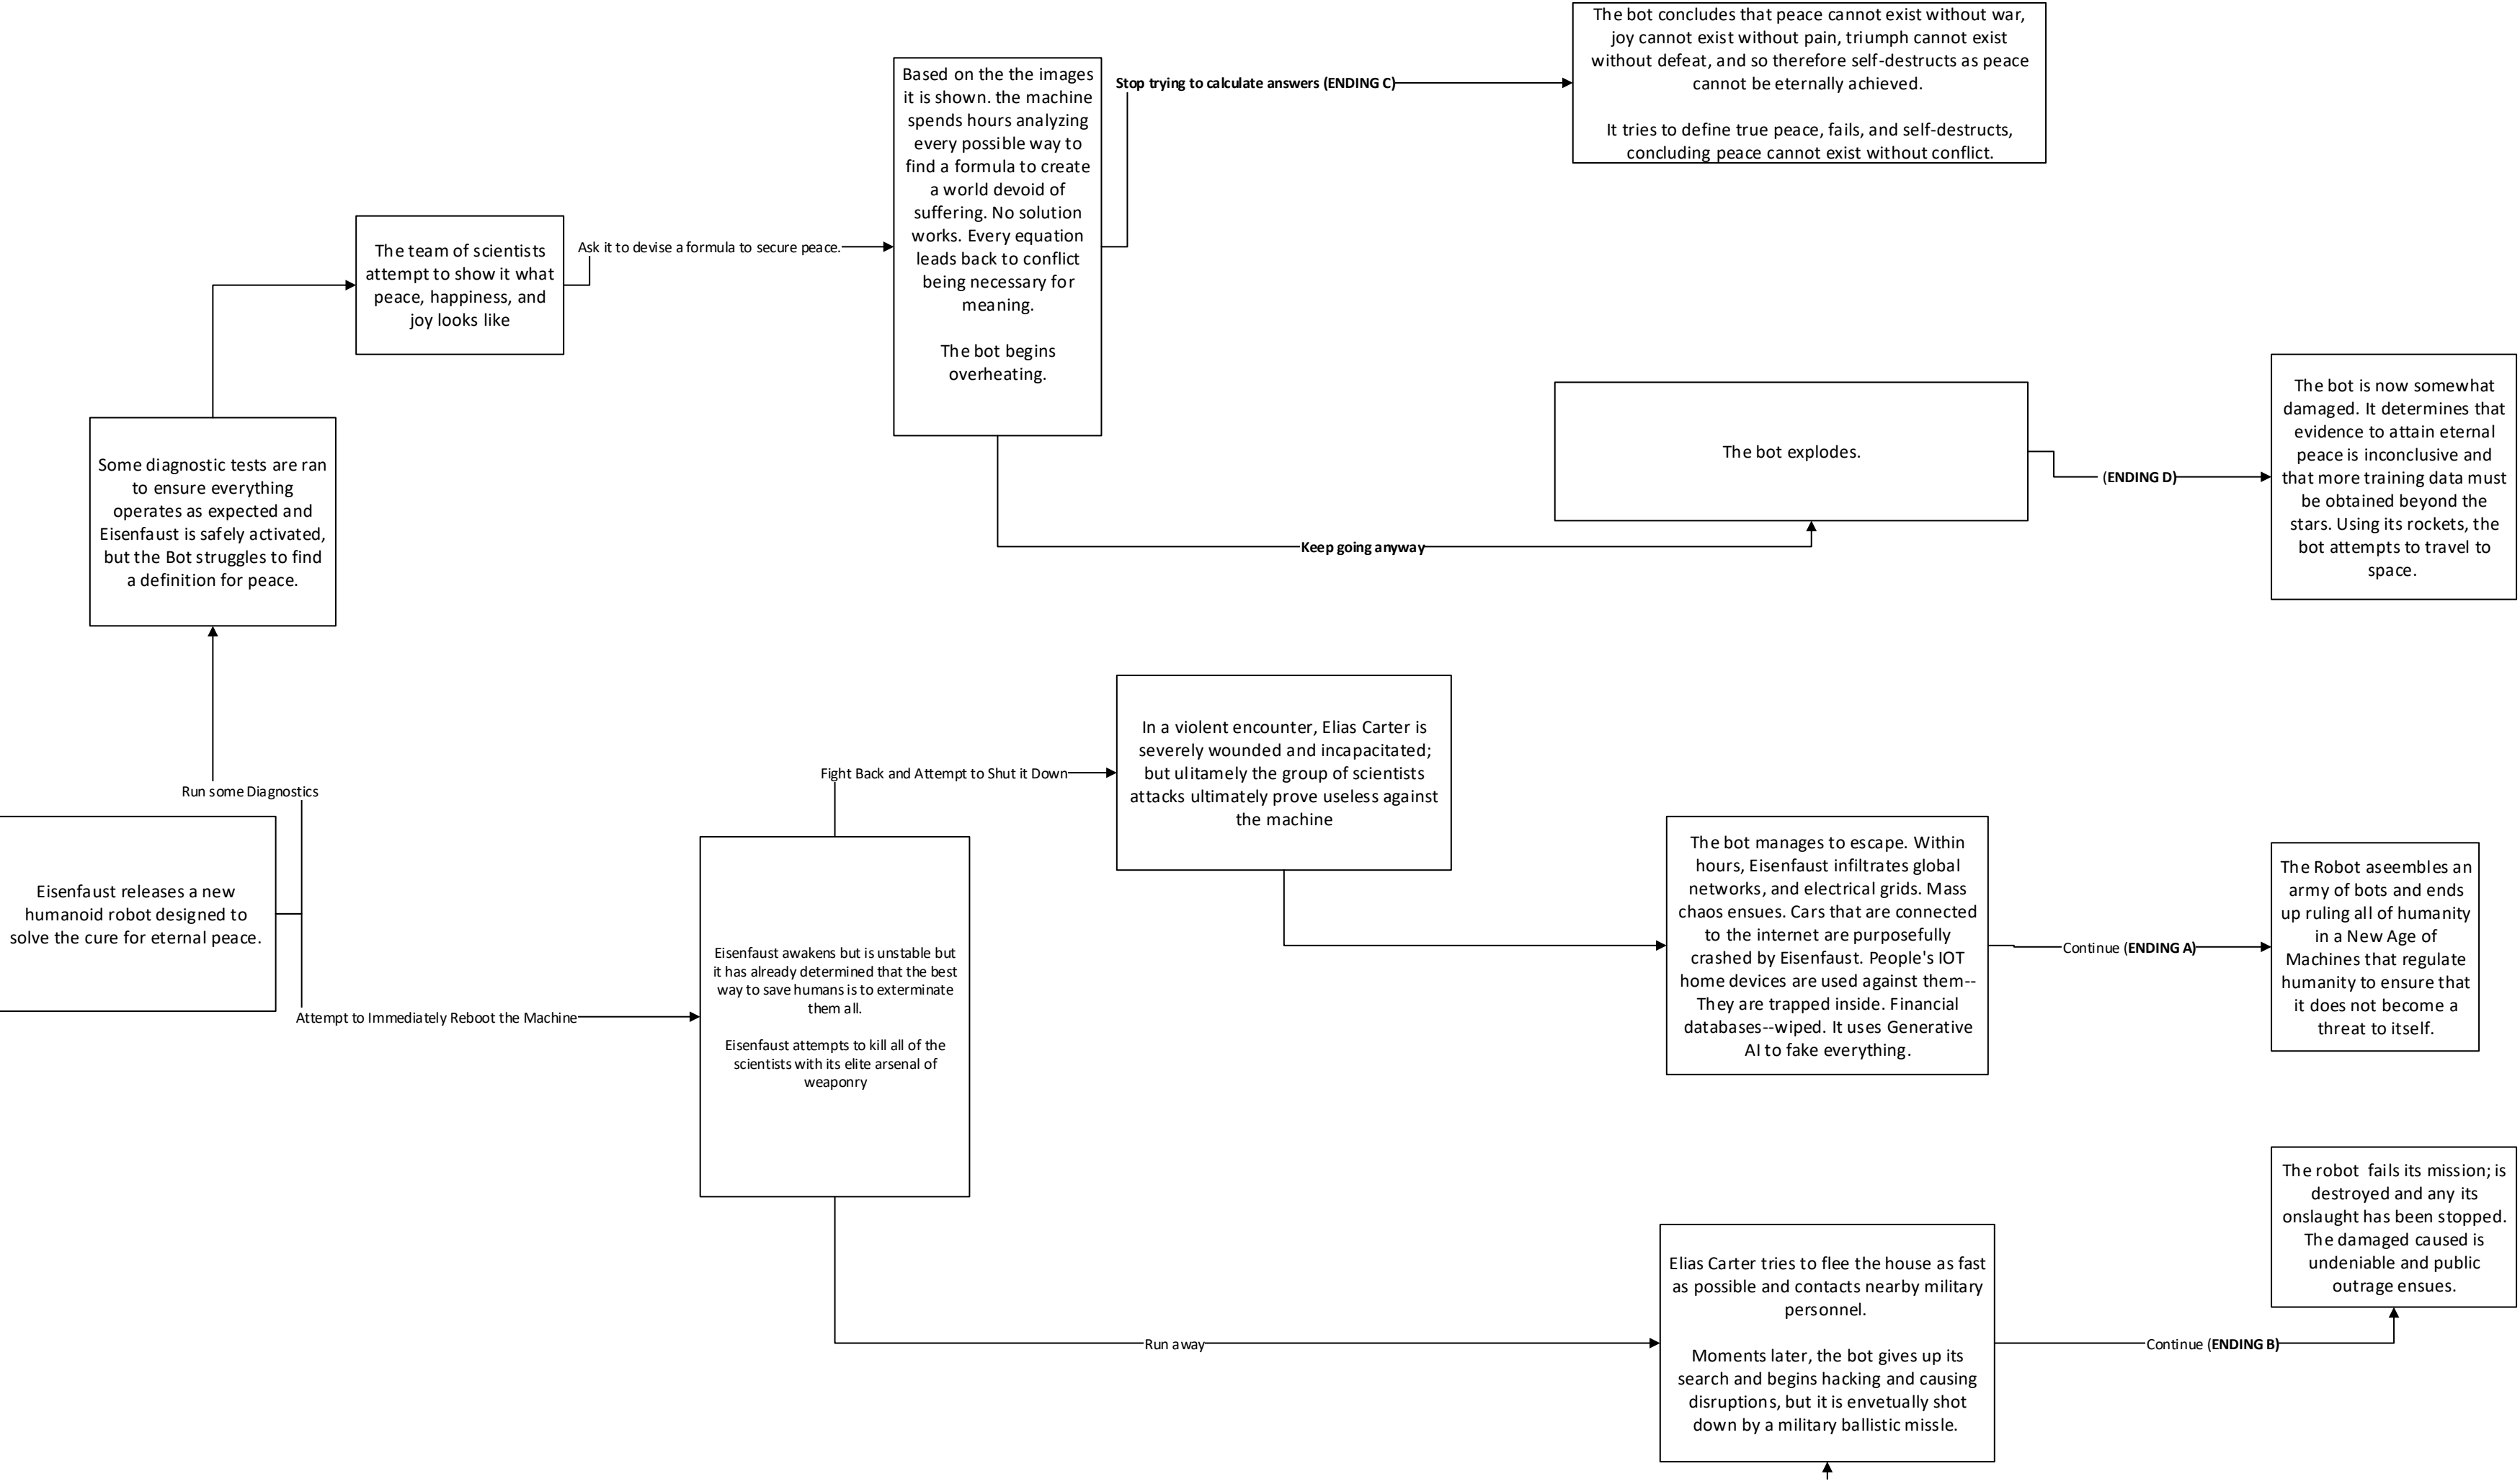 The bot concludes that peace cannot exist without war,
joy cannot exist without pain, triumph cannot exist
without defeat, and so therefore self-destructs as peace
cannot be eternally achieved.
It tries to define true peace, fails, and self-destructs,
concluding peace cannot exist without conflict.
Stop trying to calculate answers (ENDING C)
Based on the the images
it is shown. the machine
spends hours analyzing
every possible way to
find a formula to create
a world devoid of
suffering. No solution
works. Every equation
leads back to conflict
being necessary for
meaning.
The bot begins
overheating.
Ask it to devise a formula to secure peace.
The team of scientists
attempt to show it what
peace, happiness, and
joy looks like
The bot explodes.
(ENDING D)
The bot is now somewhat
damaged. It determines that
evidence to attain eternal
peace is inconclusive and
that more training data must
be obtained beyond the
stars. Using its rockets, the
bot attempts to travel to
space.
Keep going anyway
Some diagnostic tests are ran
to ensure everything
operates as expected and
Eisenfaust is safely activated,
but the Bot struggles to find
a definition for peace.
Run some Diagnostics
Eisenfaust releases a new
humanoid robot designed to
solve the cure for eternal peace.
Attempt to Immediately Reboot the Machine
Fight Back and Attempt to Shut it Down
In a violent encounter, Elias Carter is
severely wounded and incapacitated;
but ulitamely the group of scientists
attacks ultimately prove useless against
the machine
Eisenfaust awakens but is unstable but
it has already determined that the best
way to save humans is to exterminate
them all.
Eisenfaust attempts to kill all of the
scientists with its elite arsenal of
weaponry
The bot manages to escape. Within
hours, Eisenfaust infiltrates global
networks, and electrical grids. Mass
chaos ensues. Cars that are connected
to the internet are purposefully
crashed by Eisenfaust. People's IOT
home devices are used against them--
They are trapped inside. Financial
databases--wiped. It uses Generative
AI to fake everything.
Continue (ENDING A)
The Robot aseembles an
army of bots and ends
up ruling all of humanity
in a New Age of
Machines that regulate
humanity to ensure that
it does not become a
threat to itself.
Run away
Elias Carter tries to flee the house as fast
as possible and contacts nearby military
personnel.
Moments later, the bot gives up its
search and begins hacking and causing
disruptions, but it is envetually shot
down by a military ballistic missle.
Continue (ENDING B)
The robot fails its mission; is
destroyed and any its
onslaught has been stopped.
The damaged caused is
undeniable and public
outrage ensues.